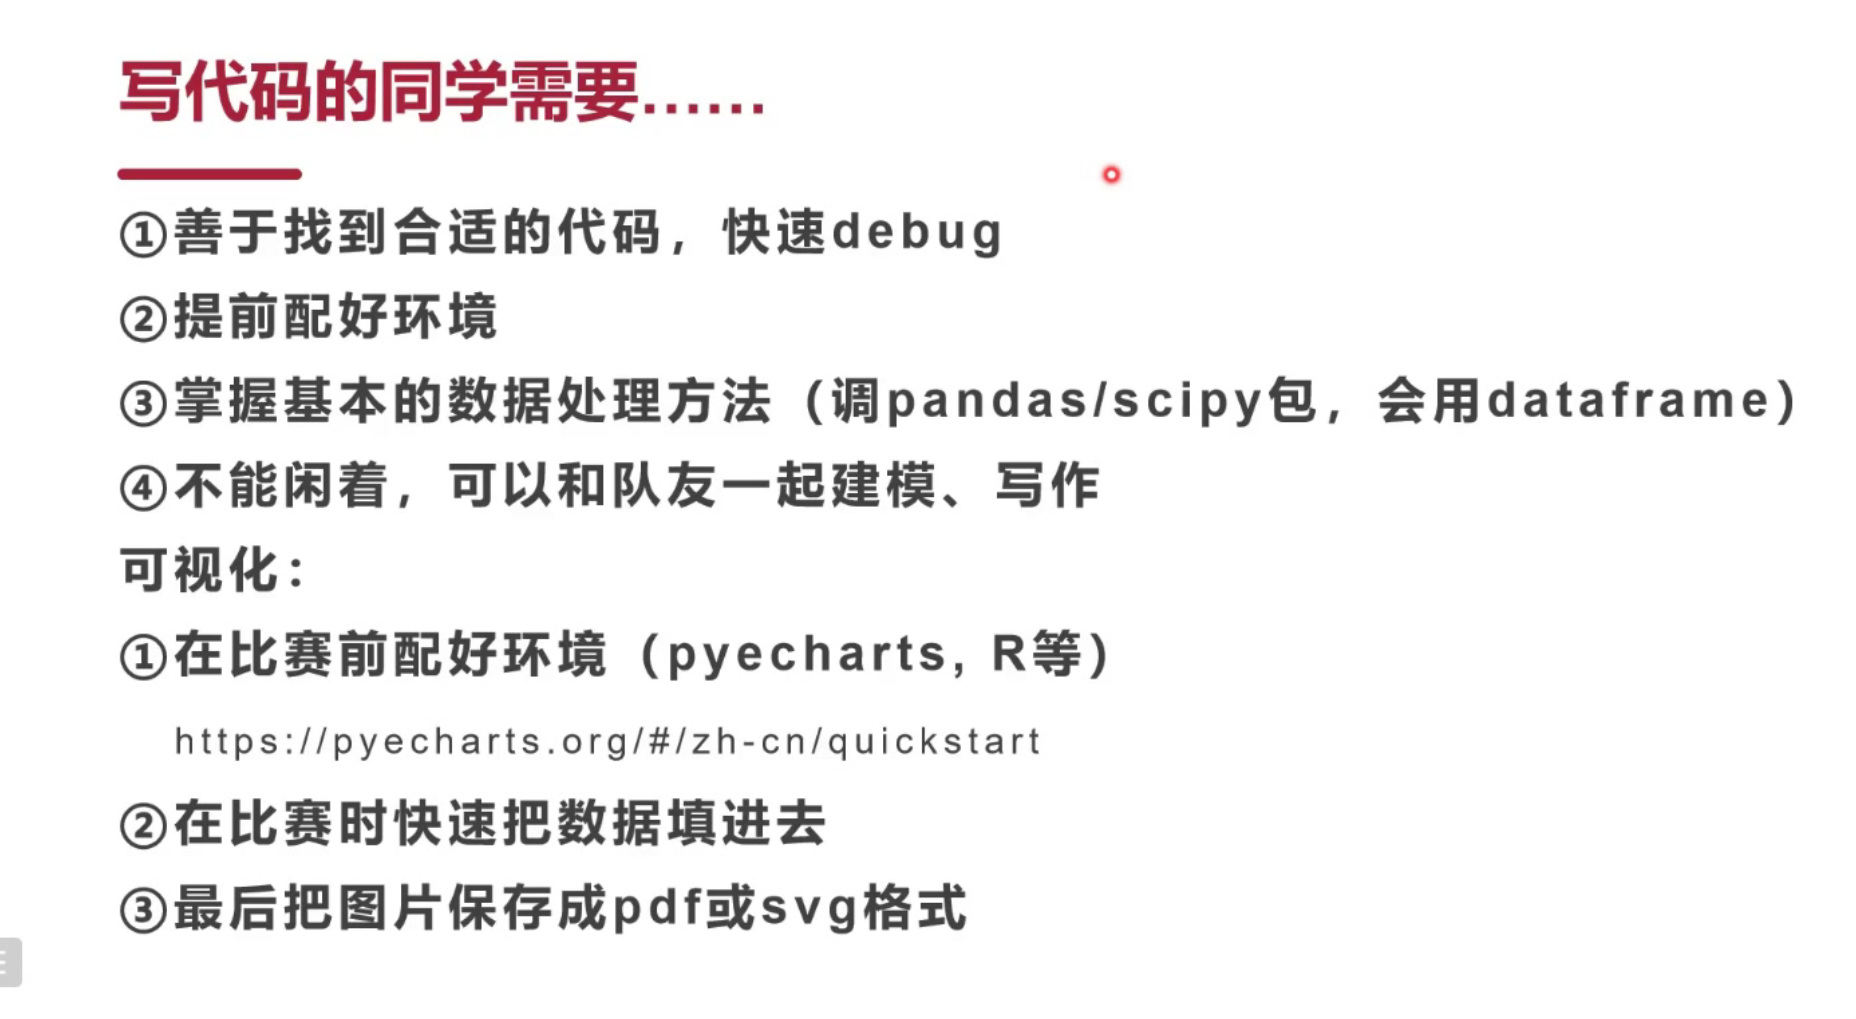 写代码的同学需要……
①善于找到合适的代码，快速debug
②提前配好环境
③掌握基本的数据处理方法（调pandas/scipy包，会用dataframe）
④不能闲着，可以和队友一起建模、写作
可视化：
①在比赛前配好环境（pyecharts, R等）
https://pyecharts.org/#/zh-cn/quickstart
②在比赛时快速把数据填进去
③最后把图片保存成pdf或svg格式